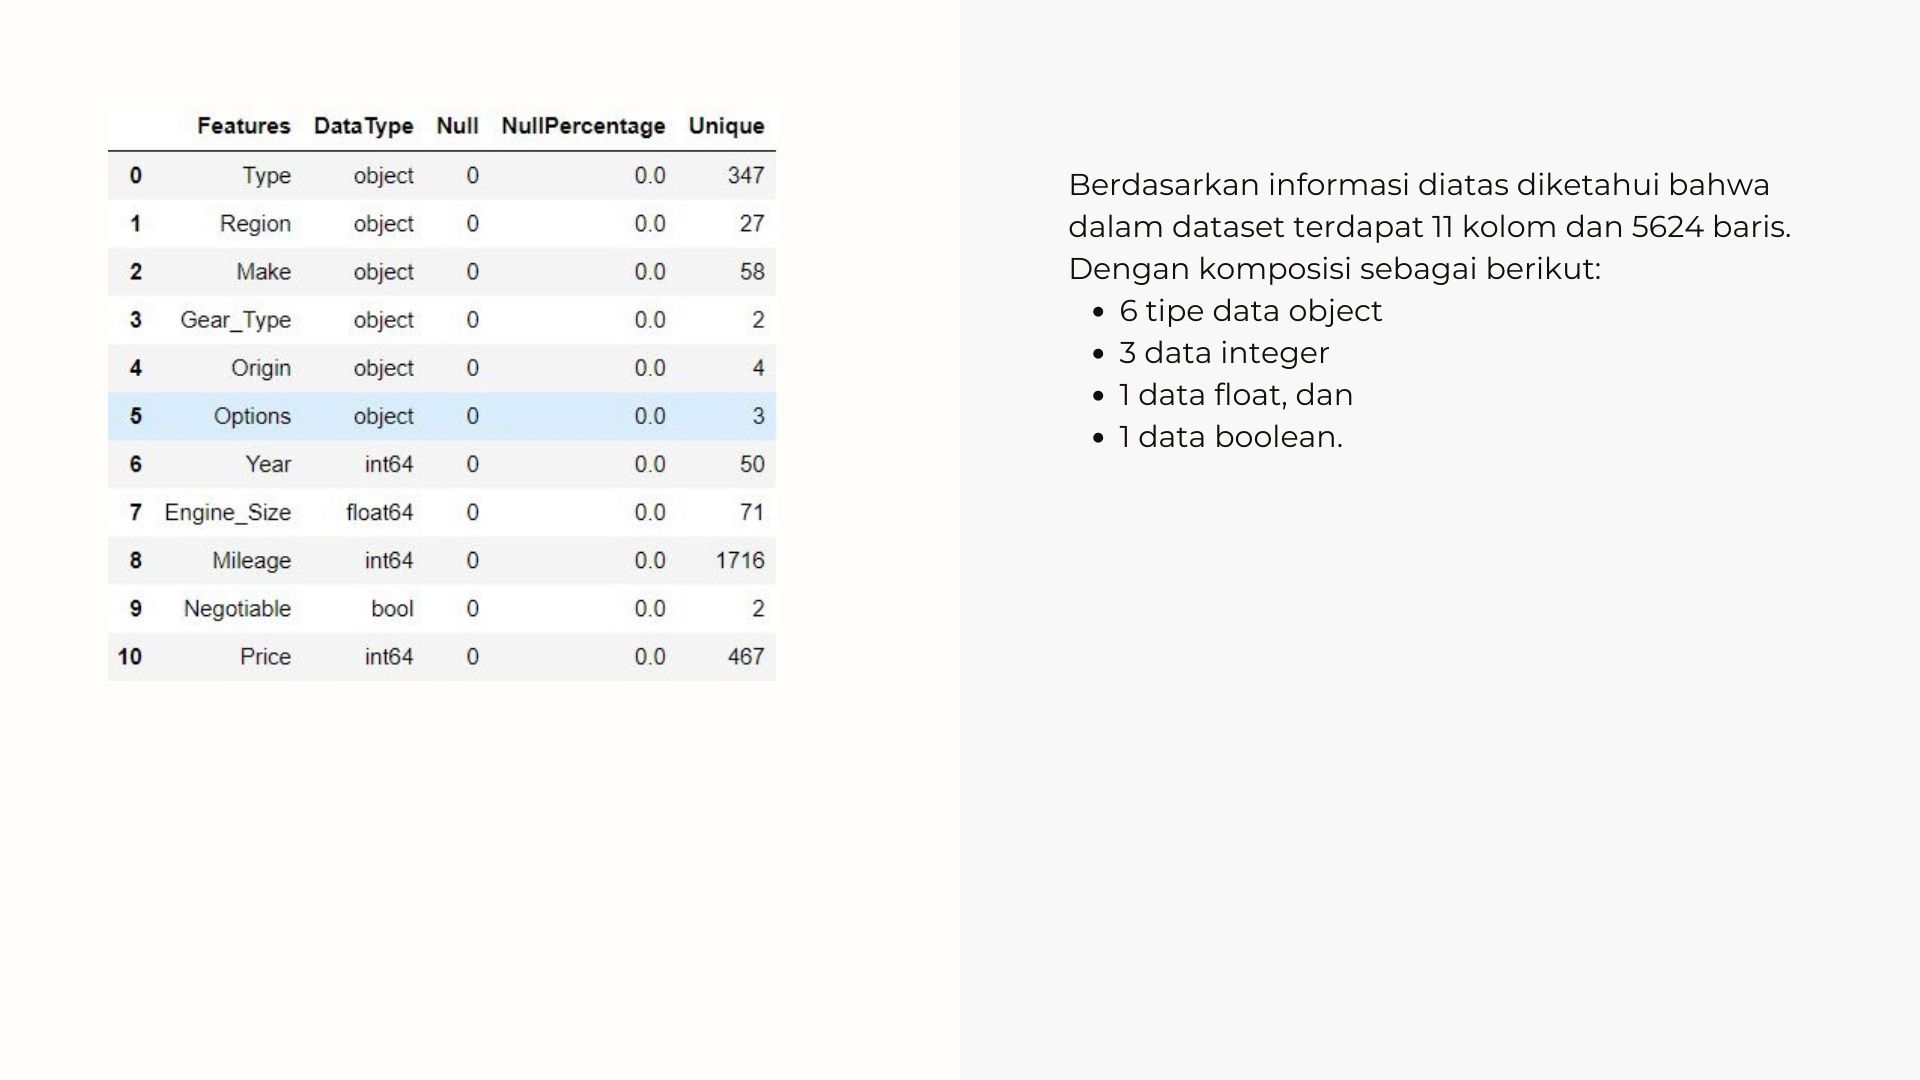 Features DataType Null NullPercentage Unique
0 Type object 0 0.0 347
1 Region object 0 0.0 27
2 Make object 0 0.0 58
3 Gear_Type object 0 0.0 2
4 Origin object 0 0.0 4
5 Options object 0 0.0 3
6 Year int64 0 0.0 50
7 Engine_Size float64 0 0.0 71
8 Mileage int64 0 0.0 1716
9 Negotiable bool 0 0.0 2
10 Price int64 0 0.0 467
Berdasarkan informasi diatas diketahui bahwa
dalam dataset terdapat 11 kolom dan 5624 baris.
Dengan komposisi sebagai berikut:
• 6 tipe data object
• 3 data integer
• 1 data float, dan
• 1 data boolean.